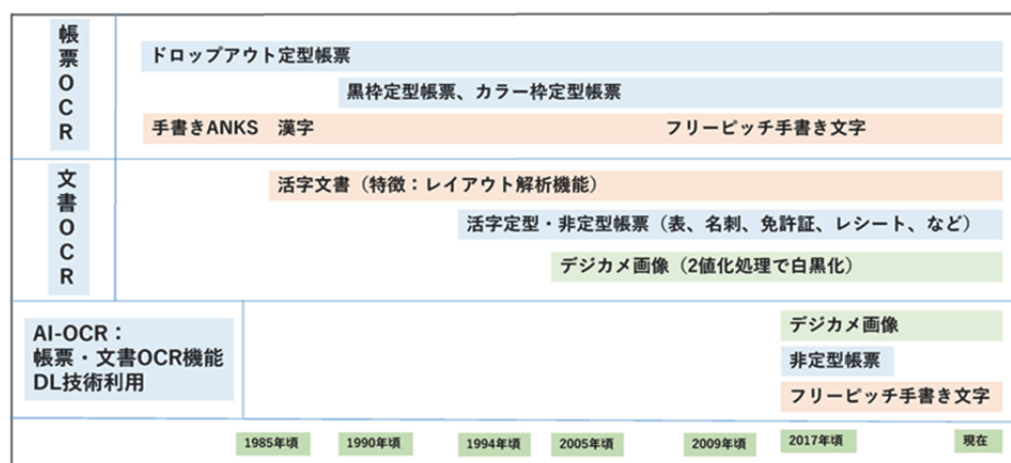 帳票OCR
ドロップアウト定型帳票
黒枠定型帳票、カラー枠定型帳票
手書きANKS 漢字
フリーピッチ手書き文字
文書OCR
活字文書（特徴：レイアウト解析機能）
活字定型・非定型帳票（表、名刺、免許証、レシート、など）
デジカメ画像（2値化処理で白黒化）
AI-OCR：
帳票・文書OCR機能
DL技術利用
デジカメ画像
非定型帳票
フリーピッチ手書き文字
1985年頃
1990年頃
1994年頃
2005年頃
2009年頃
2017年頃
現在